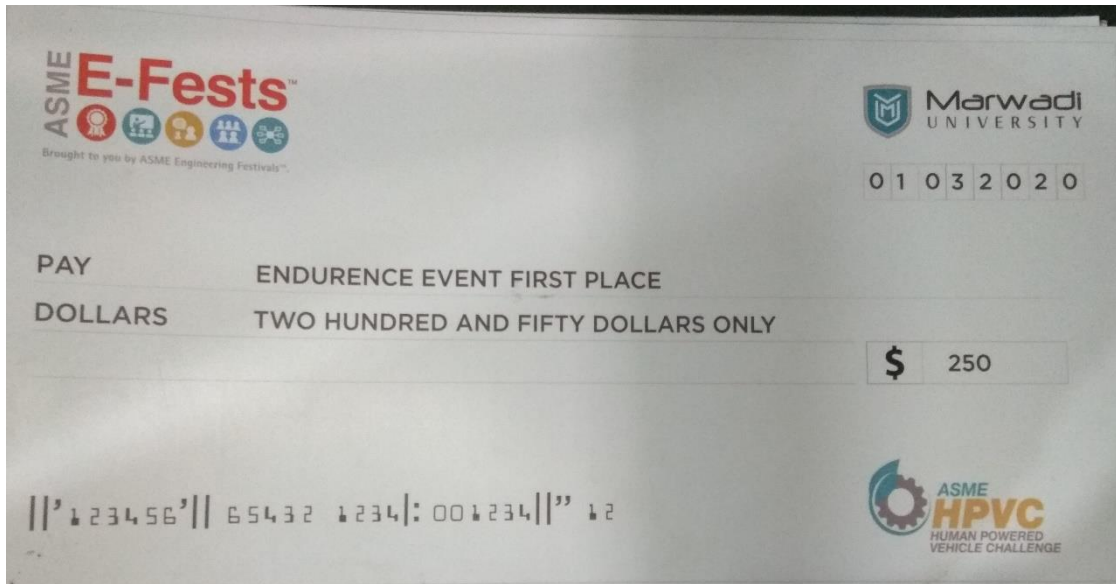 ASME E-Fests™
Brought to you by ASME Engineering Festivals™.
Marwadi
UNIVERSITY
01032020
PAY ENDURENCE EVENT FIRST PLACE
DOLLARS TWO HUNDRED AND FIFTY DOLLARS ONLY
$ 250
||’123456’|| 65432 1234|: 001234||” 12
ASME
HPVC
HUMAN POWERED
VEHICLE CHALLENGE